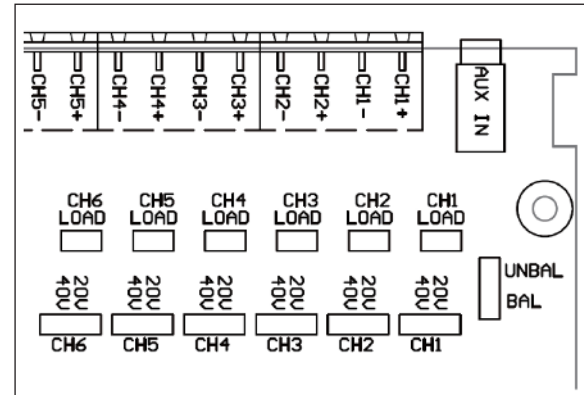 CH5- CH5+ CH4- CH4+ CH3- CH3+ CH2- CH2+ CH1- CH1+
AUX IN
CH6 CH5 CH4 CH3 CH2 CH1
LOAD LOAD LOAD LOAD LOAD LOAD
UNBAL
BAL
40V 20V 40V 20V 40V 20V 40V 20V 40V 20V 40V 20V
CH6 CH5 CH4 CH3 CH2 CH1